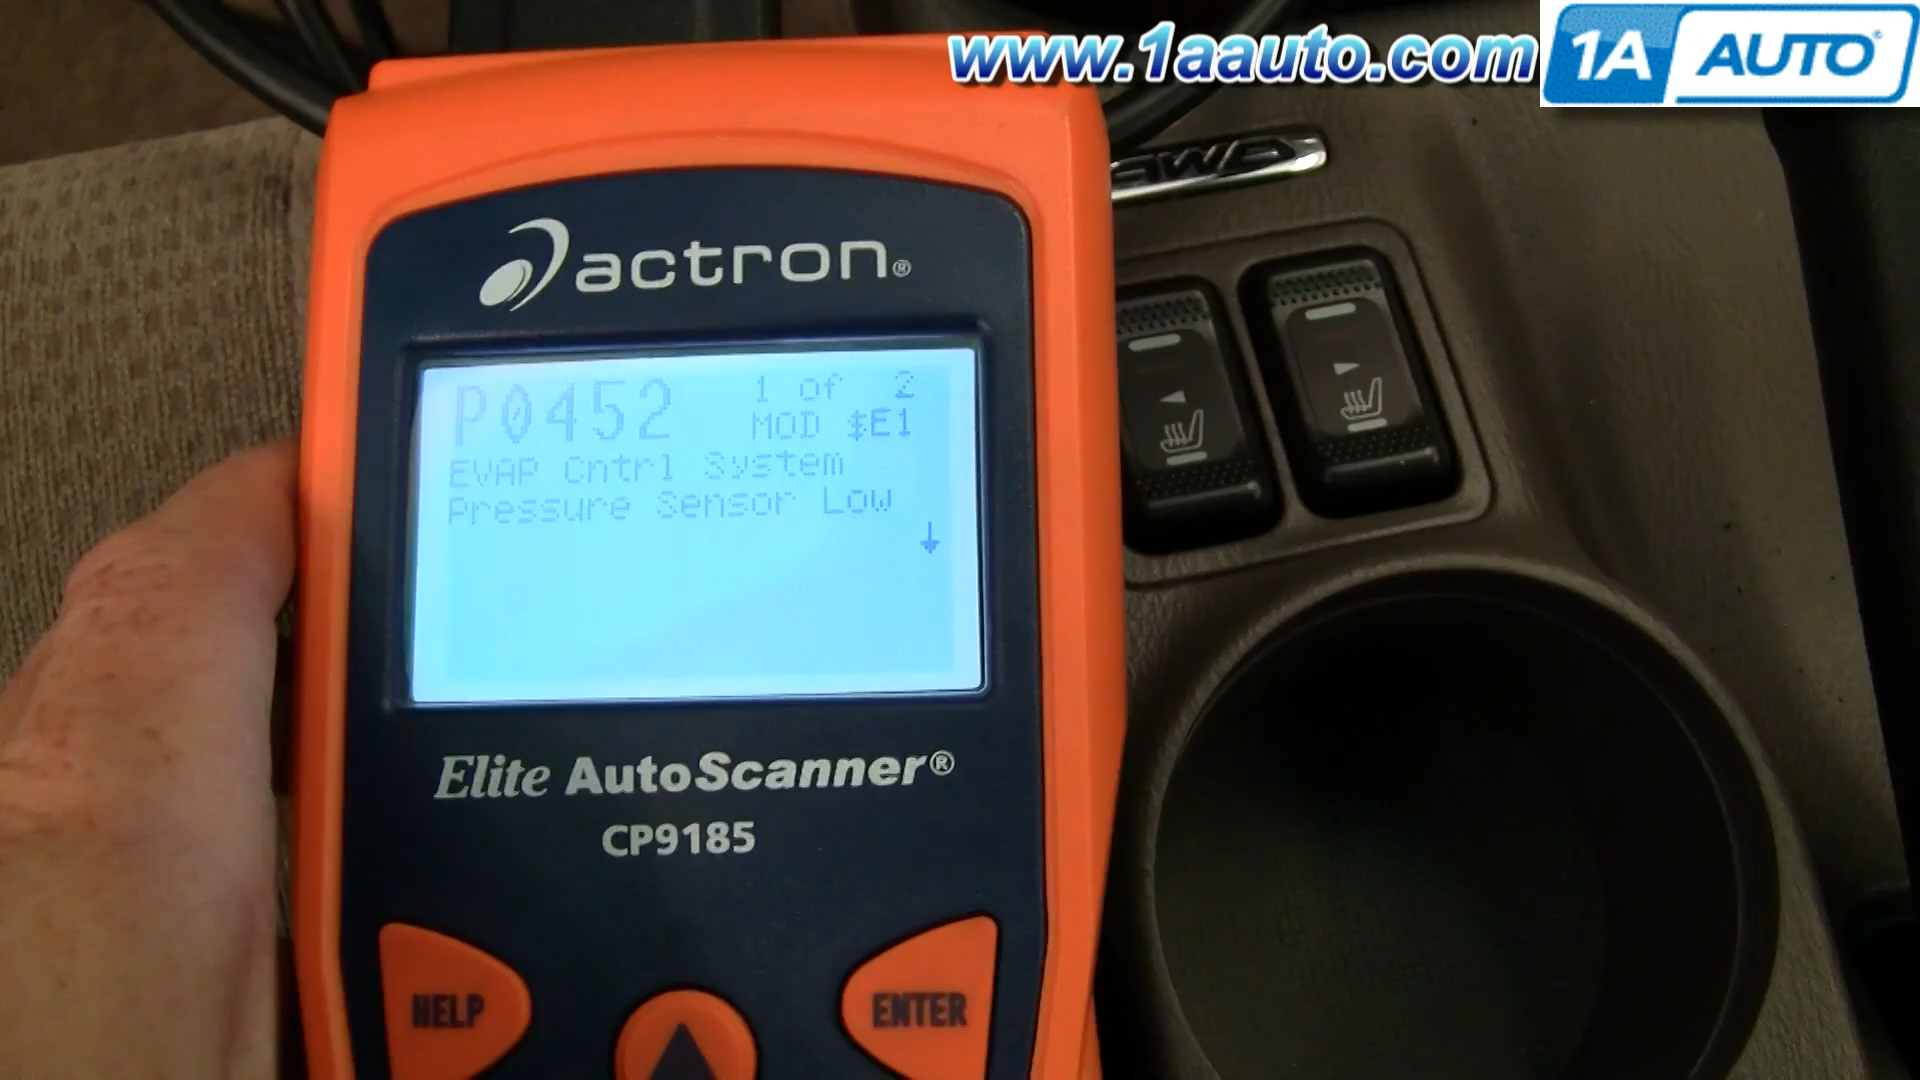 www.1aauto.com
1A AUTO
AWD
actron®
P0452 1 of 2
MOD $E1
EVAP Cntrl System
Pressure Sensor Low
Elite AutoScanner®
CP9185
HELP
ENTER